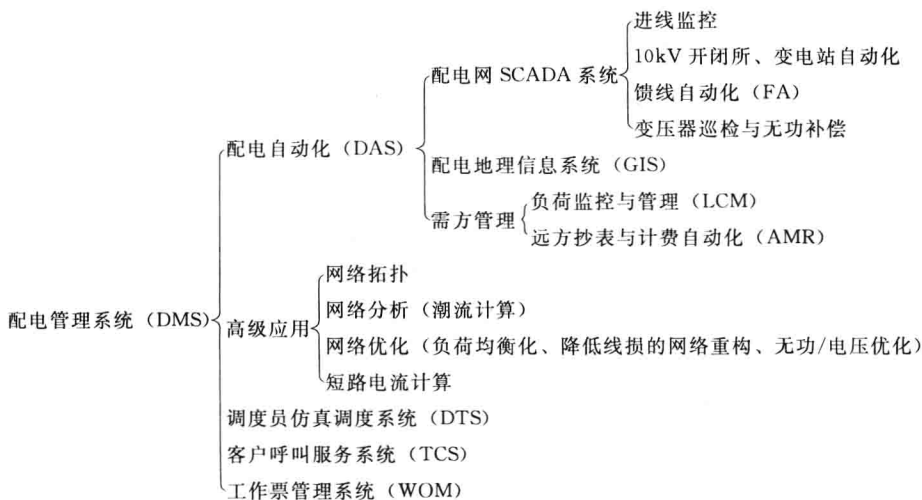 进线监控
10kV 开闭所、变电站自动化
配电网 SCADA 系统
馈线自动化（FA）
变压器巡检与无功补偿
配电自动化（DAS）
配电地理信息系统（GIS）
负荷监控与管理（LCM）
需方管理
远方抄表与计费自动化（AMR）
网络拓扑
网络分析（潮流计算）
配电管理系统（DMS）
高级应用
网络优化（负荷均衡化、降低线损的网络重构、无功/电压优化）
短路电流计算
调度员仿真调度系统（DTS）
客户呼叫服务系统（TCS）
工作票管理系统（WOM）